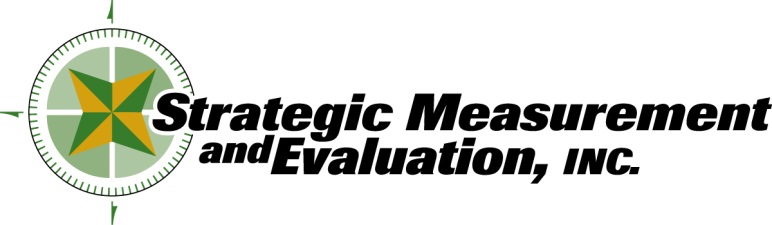 Strategic Measurement
and Evaluation, INC.